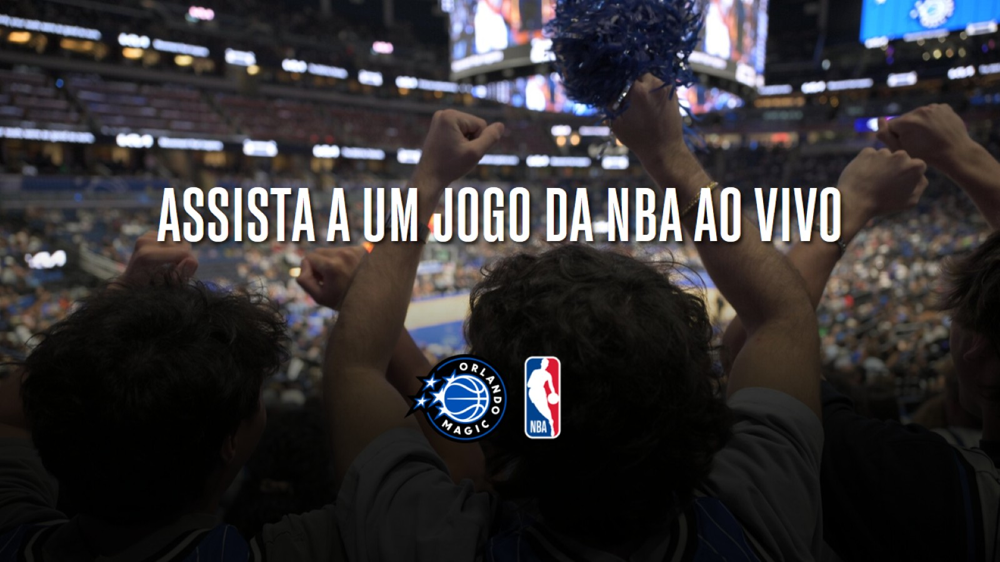 ASSISTA A UM JOGO DA NBA AO VIVO
ORLANDO
MAGIC
NBA